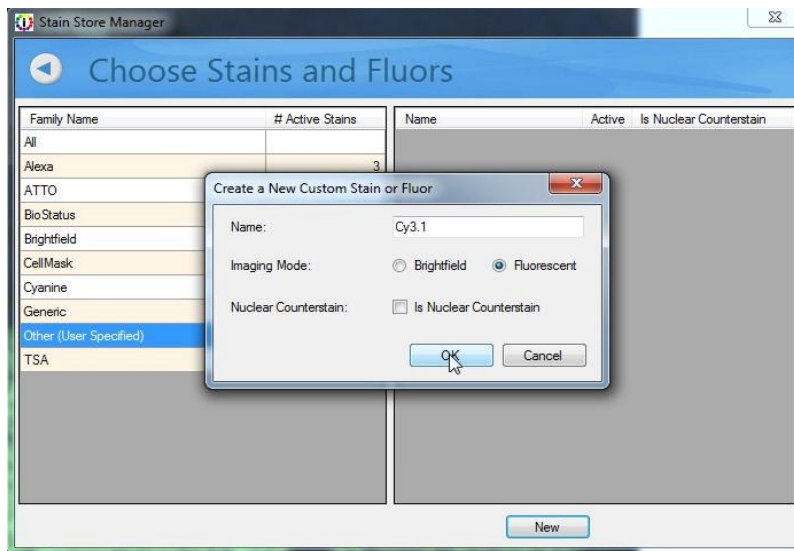 Stain Store Manager
Choose Stains and Fluors
Family Name # Active Stains Name Active Is Nuclear Counterstain
All
Alexa 3
ATTO
BioStatus
Brightfield
CellMask
Cyanine
Generic
Other (User Specified)
TSA
Create a New Custom Stain or Fluor
Name: Cy3.1
Imaging Mode: Brightfield Fluorescent
Nuclear Counterstain: Is Nuclear Counterstain
OK Cancel
New